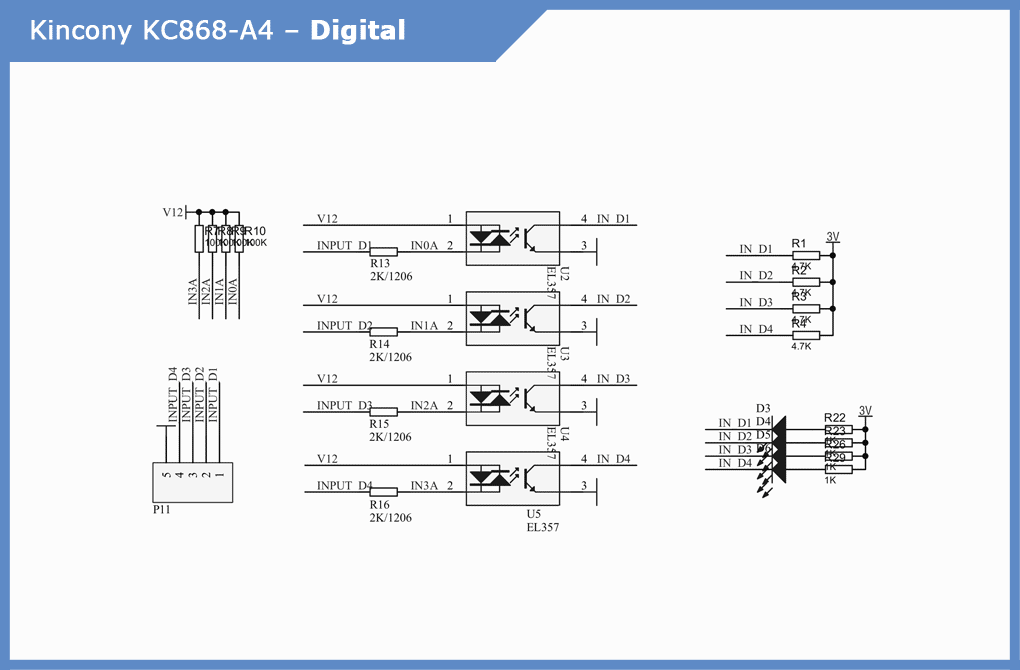 Kincony KC868-A4 – Digital
V12
R7
R8
R9
R10
100K
IN3A
IN2A
IN1A
IN0A
V12
1
4
IN D1
INPUT D1
IN0A
2
3
R13
2K/1206
U2
EL357
V12
1
4
IN D2
INPUT D2
IN1A
2
3
R14
2K/1206
U3
EL357
V12
1
4
IN D3
INPUT D3
IN2A
2
3
R15
2K/1206
U4
EL357
V12
1
4
IN D4
INPUT D4
IN3A
2
3
R16
2K/1206
U5
EL357
INPUT D4
INPUT D3
INPUT D2
INPUT D1
5
4
3
2
1
P11
3V
IN D1
R1
4.7K
IN D2
R2
4.7K
IN D3
R3
4.7K
IN D4
R4
4.7K
3V
D3
D4
D5
D6
IN D1
IN D2
IN D3
IN D4
R22
R23
R26
R29
1K
1K
1K
1K